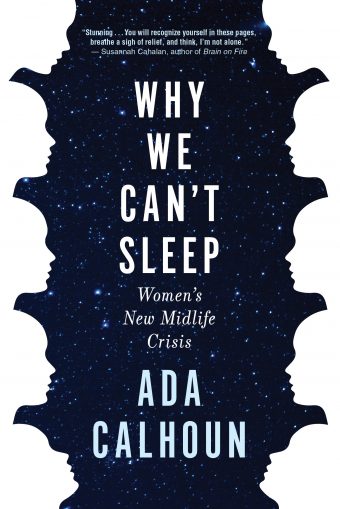 "Stunning . . . You will recognize yourself in these pages,
breathe a sigh of relief, and think, I'm not alone."
— Susannah Cahalan, author of Brain on Fire
WHY
WE
CAN'T
SLEEP
Women's
New Midlife
Crisis
ADA
CALHOUN